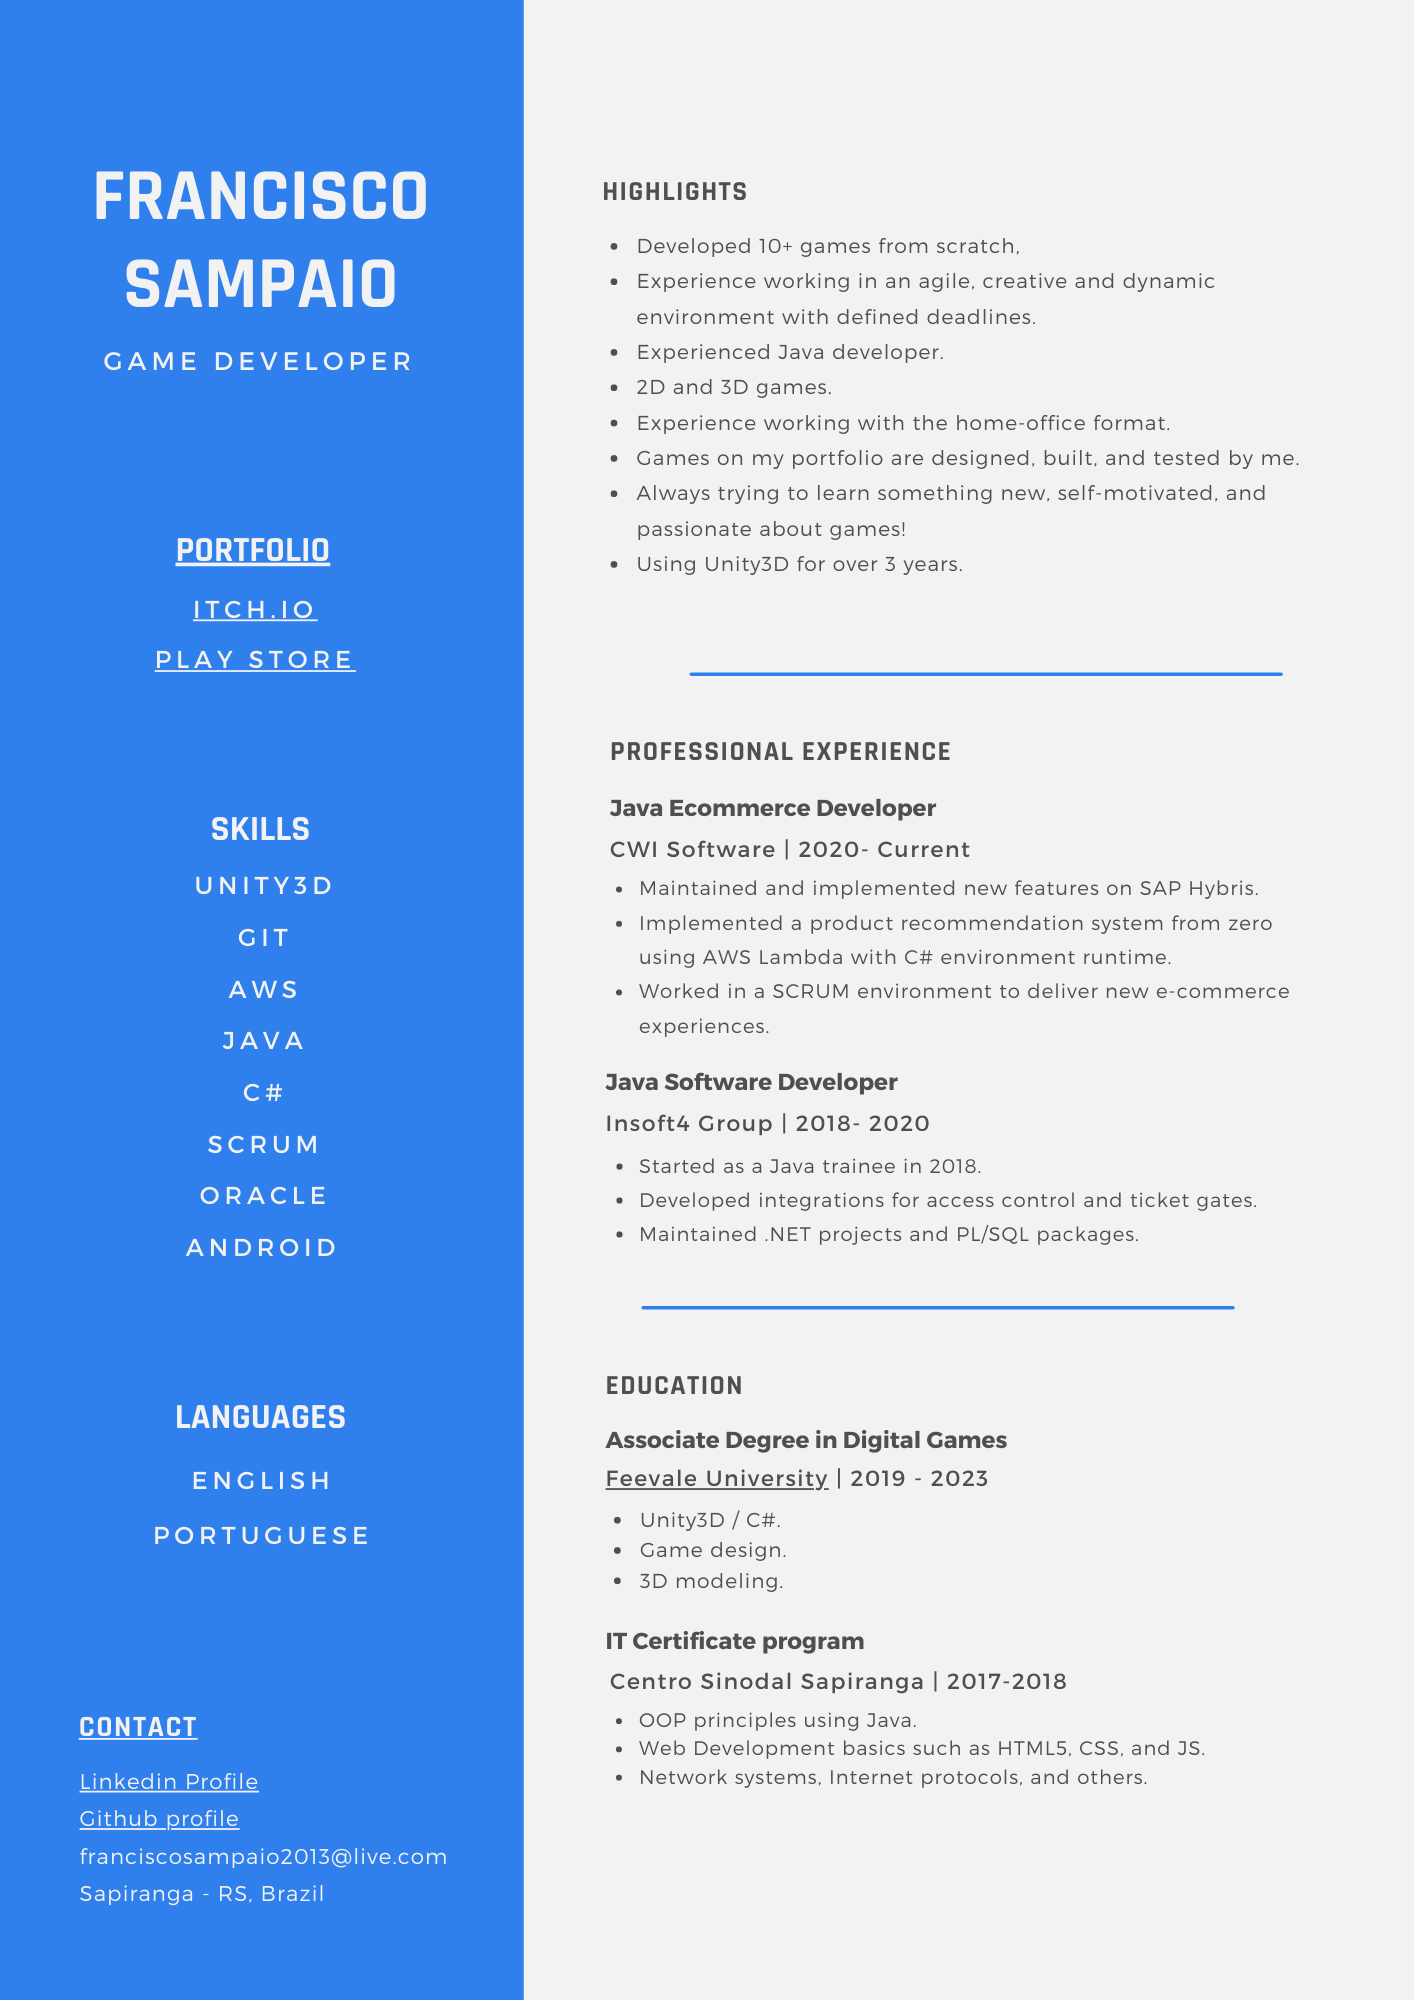 FRANCISCO
SAMPAIO
GAME DEVELOPER
PORTFOLIO
ITCH.IO
PLAY STORE
SKILLS
UNITY3D
GIT
AWS
JAVA
C#
SCRUM
ORACLE
ANDROID
LANGUAGES
ENGLISH
PORTUGUESE
CONTACT
Linkedin Profile
Github profile
franciscosampaio2013@live.com
Sapiranga - RS, Brazil
HIGHLIGHTS
• Developed 10+ games from scratch,
• Experience working in an agile, creative and dynamic
environment with defined deadlines.
• Experienced Java developer.
• 2D and 3D games.
• Experience working with the home-office format.
• Games on my portfolio are designed, built, and tested by me.
• Always trying to learn something new, self-motivated, and
passionate about games!
• Using Unity3D for over 3 years.
PROFESSIONAL EXPERIENCE
Java Ecommerce Developer
CWI Software | 2020- Current
• Maintained and implemented new features on SAP Hybris.
• Implemented a product recommendation system from zero
using AWS Lambda with C# environment runtime.
• Worked in a SCRUM environment to deliver new e-commerce
experiences.
Java Software Developer
Insoft4 Group | 2018- 2020
• Started as a Java trainee in 2018.
• Developed integrations for access control and ticket gates.
• Maintained .NET projects and PL/SQL packages.
EDUCATION
Associate Degree in Digital Games
Feevale University | 2019 - 2023
• Unity3D / C#.
• Game design.
• 3D modeling.
IT Certificate program
Centro Sinodal Sapiranga | 2017-2018
• OOP principles using Java.
• Web Development basics such as HTML5, CSS, and JS.
• Network systems, Internet protocols, and others.